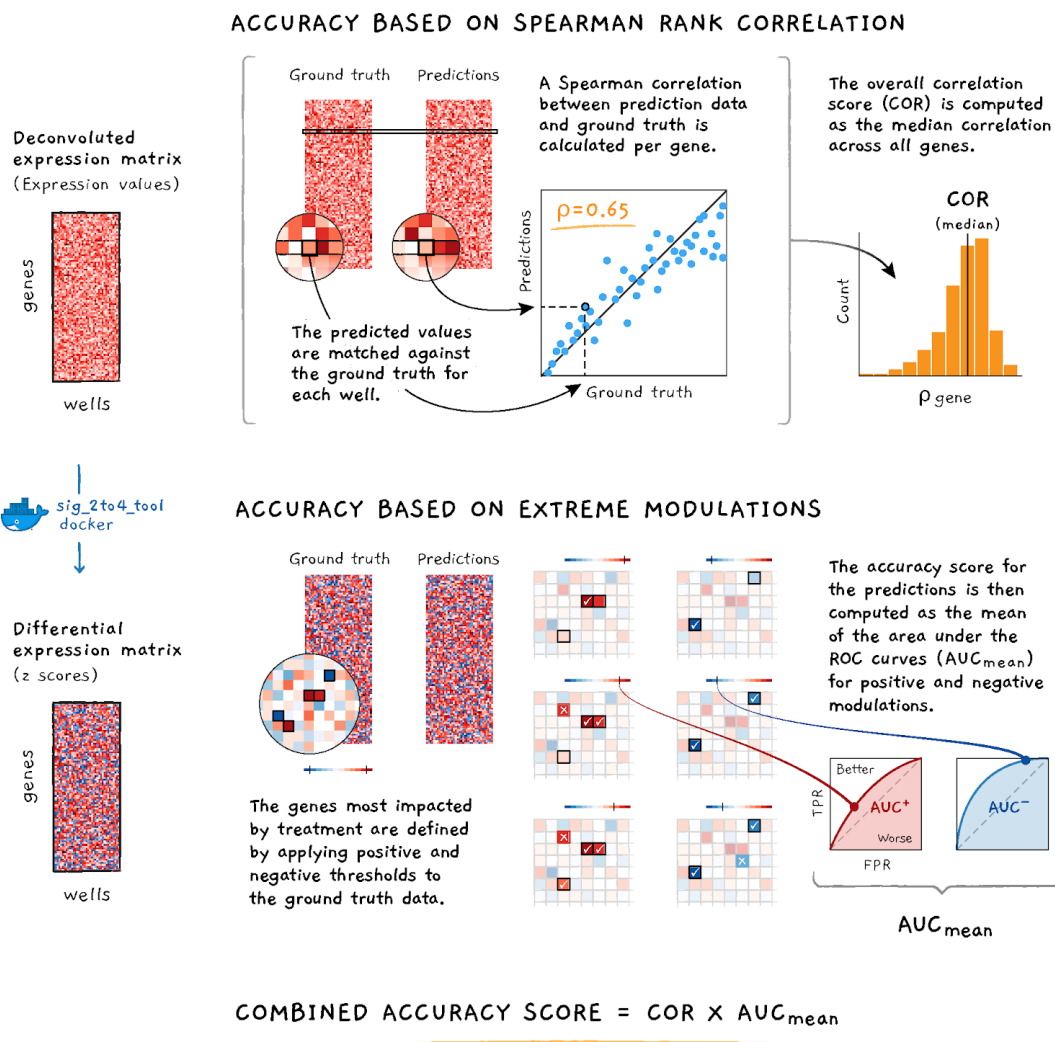 ACCURACY BASED ON SPEARMAN RANK CORRELATION
Deconvoluted
expression matrix
(Expression values)
genes
wells
Ground truth
Predictions
The predicted values
are matched against
the ground truth for
each well.
A Spearman correlation
between prediction data
and ground truth is
calculated per gene.
ρ=0.65
Predictions
Ground truth
The overall correlation
score (COR) is computed
as the median correlation
across all genes.
COR
(median)
Count
ρ gene
sig_2to4_tool
docker
ACCURACY BASED ON EXTREME MODULATIONS
Differential
expression matrix
(z scores)
genes
wells
Ground truth
Predictions
The genes most impacted
by treatment are defined
by applying positive and
negative thresholds to
the ground truth data.
The accuracy score for
the predictions is then
computed as the mean
of the area under the
ROC curves (AUCmean)
for positive and negative
modulations.
Better
TPR
AUC+
Worse
FPR
AUC−
AUCmean
COMBINED ACCURACY SCORE = COR X AUCmean